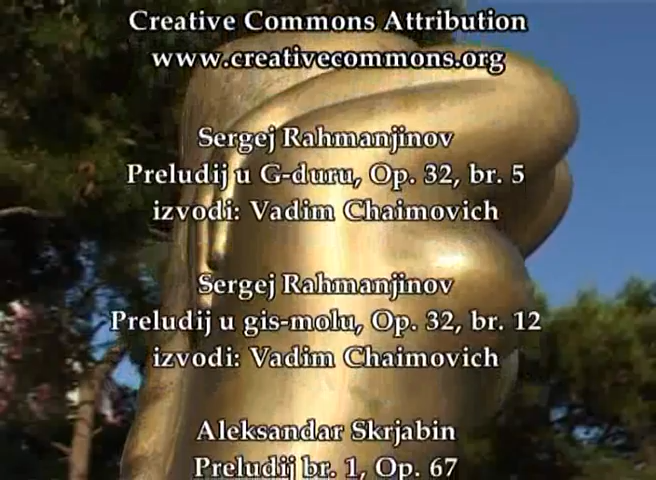 Creative Commons Attribution
www.creativecommons.org
Sergej Rahmanjinov
Preludij u G-duru, Op. 32, br. 5
izvodi: Vadim Chaimovich
Sergej Rahmanjinov
Preludij u gis-molu, Op. 32, br. 12
izvodi: Vadim Chaimovich
Aleksandar Skrjabin
Preludij br. 1, Op. 67